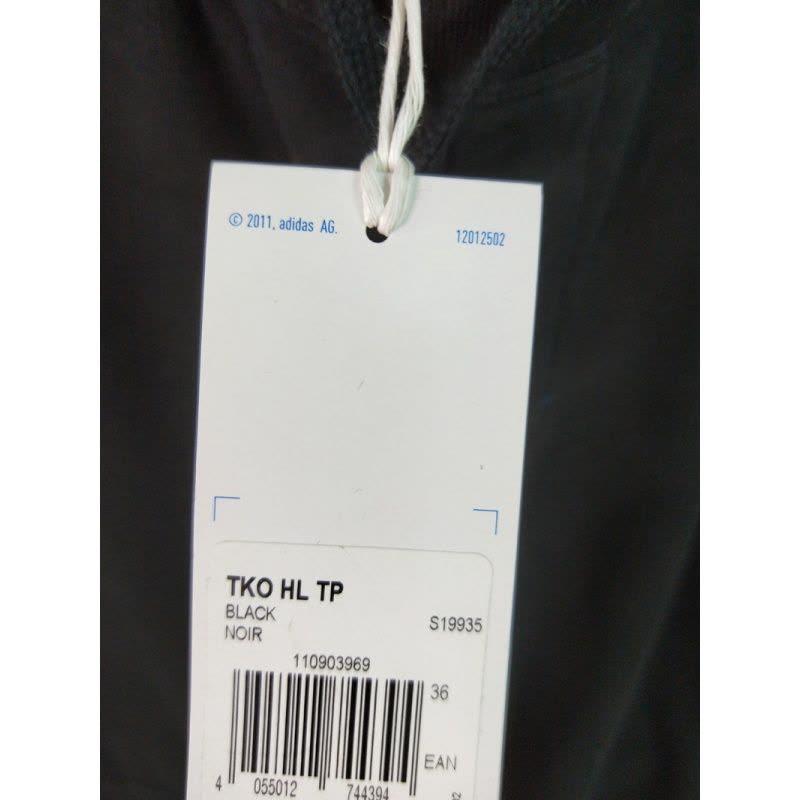 © 2011, adidas AG.
12012502
TKO HL TP
BLACK
NOIR
S19935
110903969
36
EAN
4 055012 744394